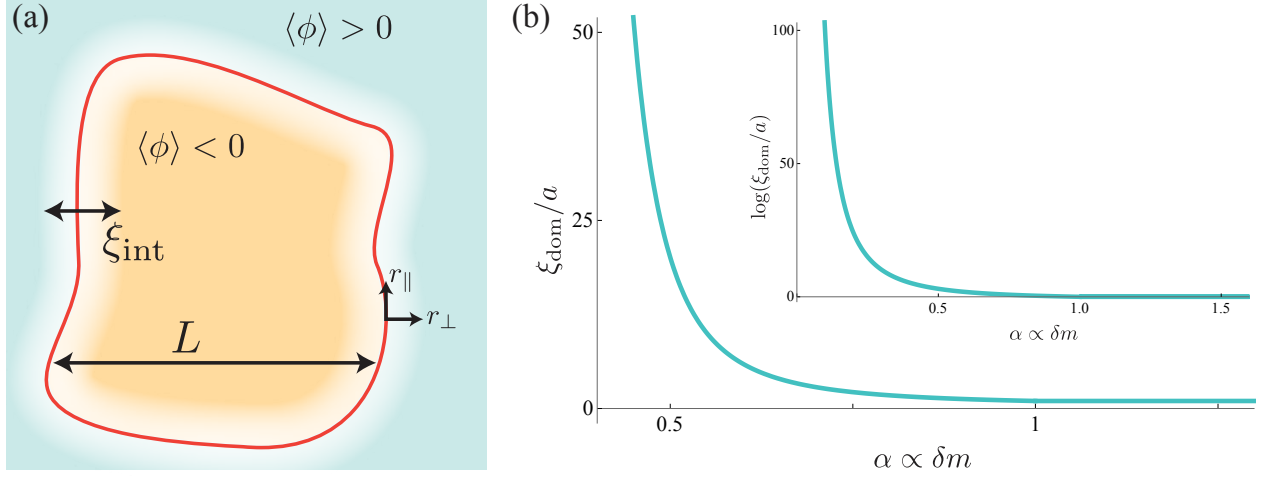 (a)
⟨ϕ⟩ > 0
⟨ϕ⟩ < 0
ξint
r∥
r⊥
L
(b)
50
25
0
ξdom/a
0.5
1
α ∝ δm
100
50
0
log(ξdom/a)
0.5
1.0
1.5
α ∝ δm